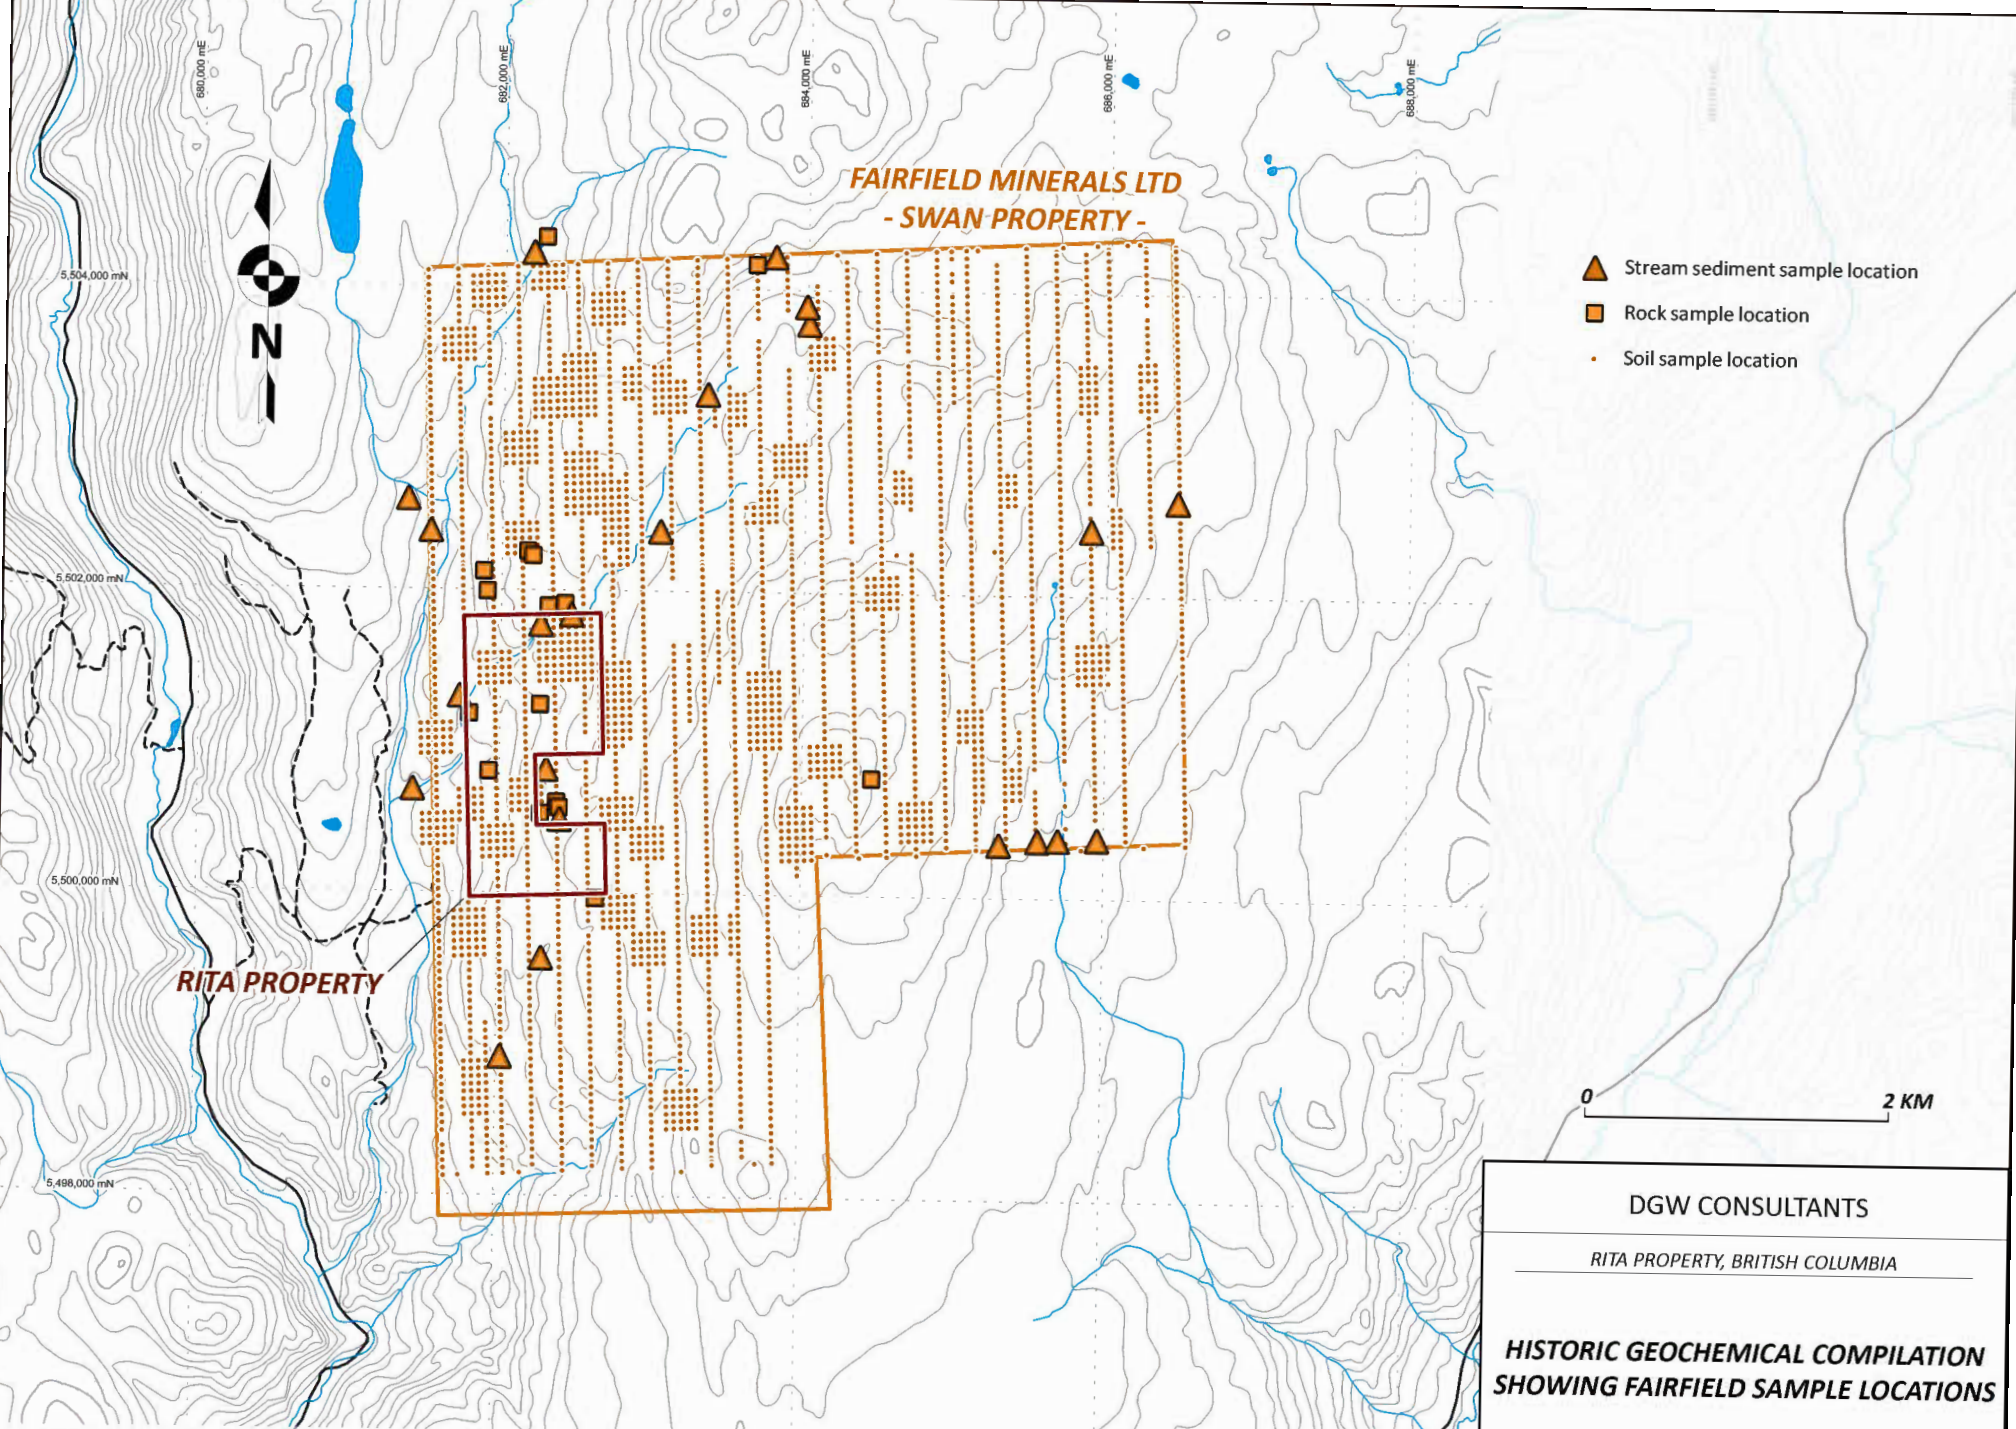 680,000 mE
682,000 mE
684,000 mE
686,000 mE
688,000 mE
FAIRFIELD MINERALS LTD
- SWAN PROPERTY -
5,504,000 mN
N
Stream sediment sample location
Rock sample location
Soil sample location
5,502,000 mN
5,500,000 mN
RITA PROPERTY
5,498,000 mN
0
2 KM
DGW CONSULTANTS
RITA PROPERTY, BRITISH COLUMBIA
HISTORIC GEOCHEMICAL COMPILATION
SHOWING FAIRFIELD SAMPLE LOCATIONS